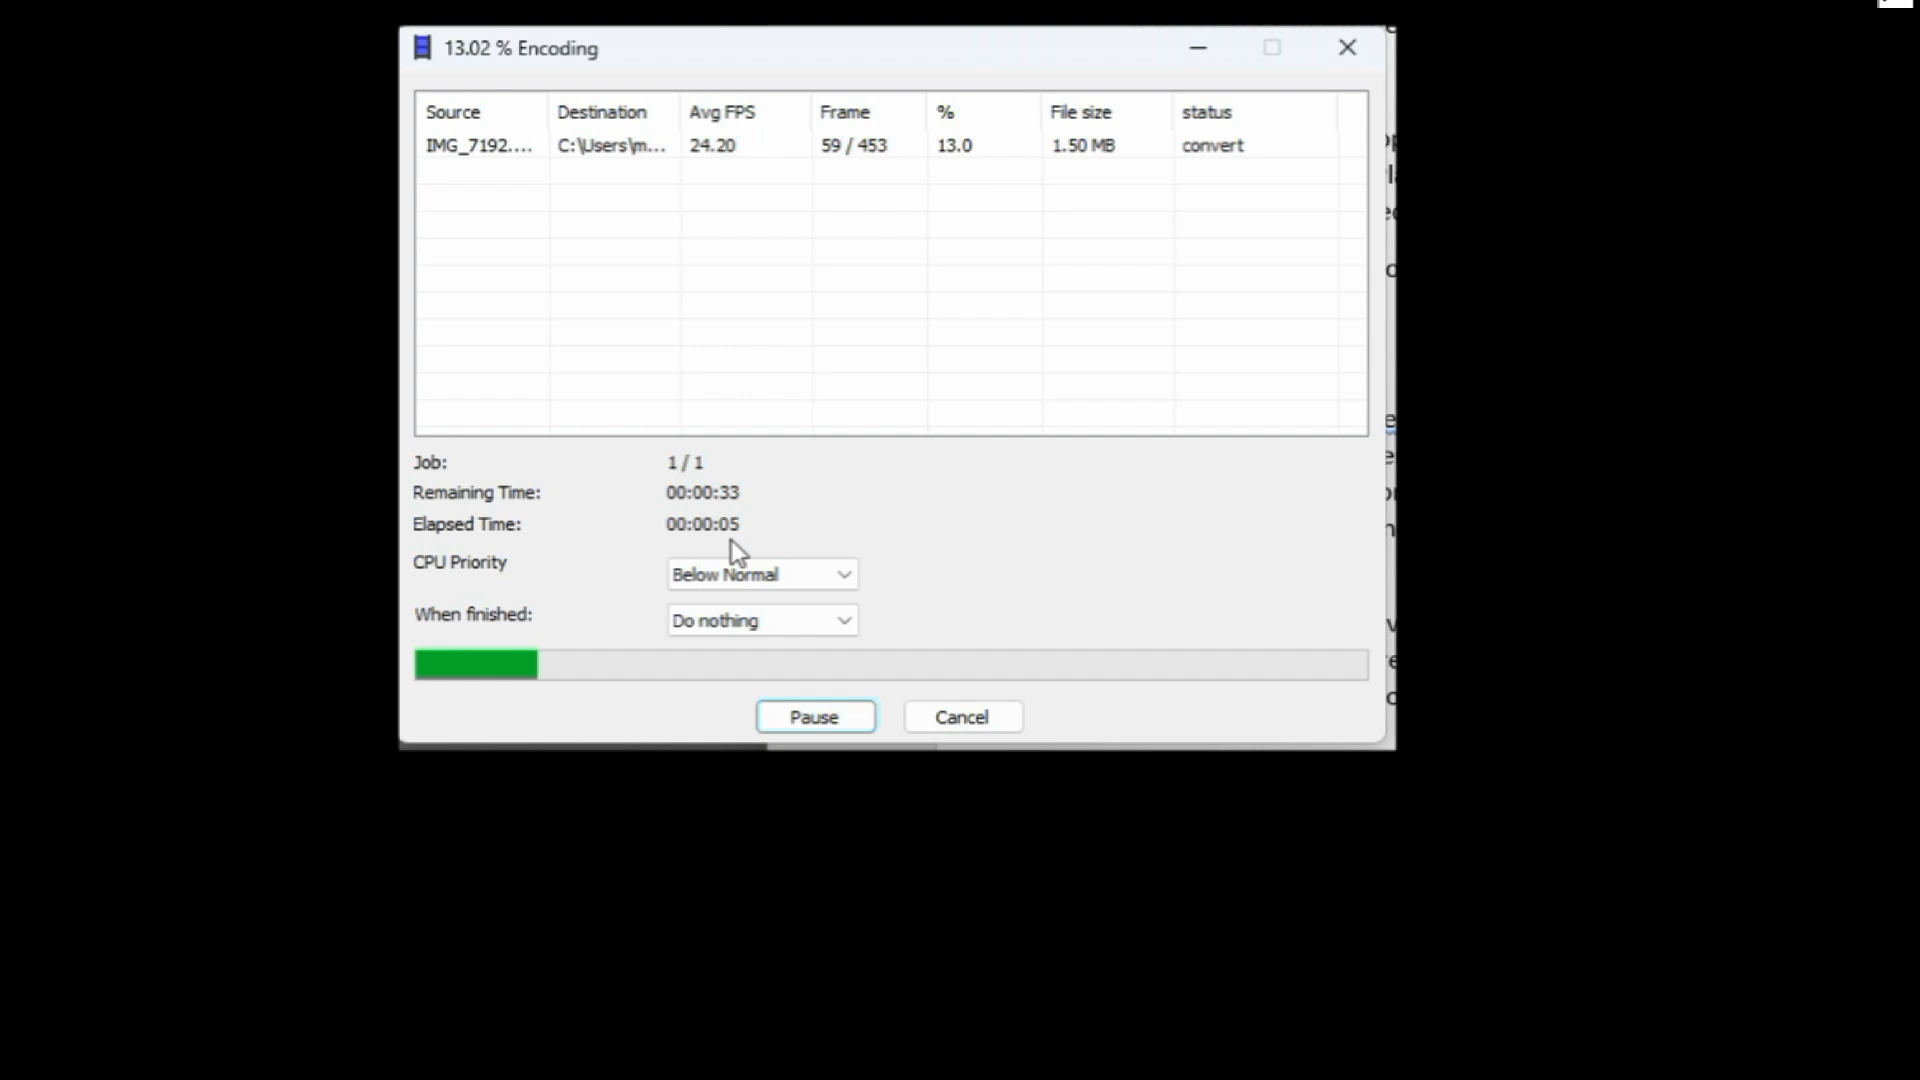 13.02 % Encoding
Source Destination Avg FPS Frame % File size status
IMG_7192.... C:\Users\m... 24.20 59 / 453 13.0 1.50 MB convert
Job: 1 / 1
Remaining Time: 00:00:33
Elapsed Time: 00:00:05
CPU Priority Below Normal
When finished: Do nothing
Pause Cancel